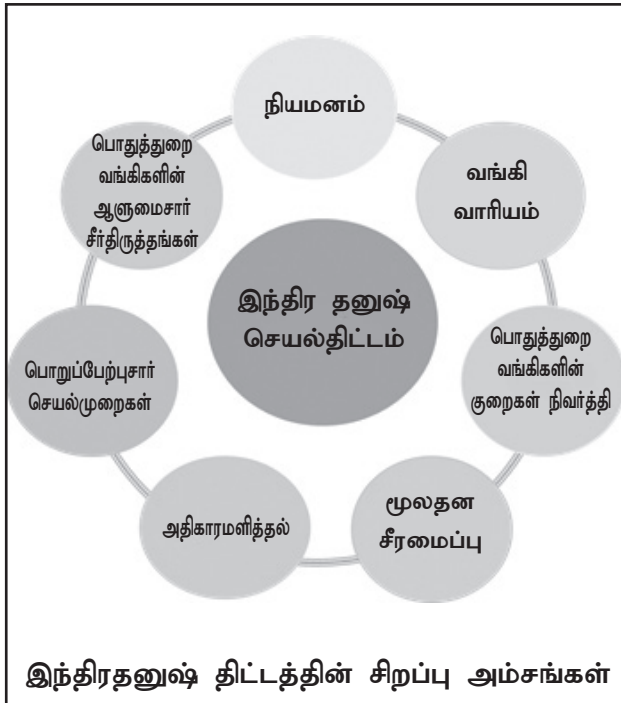 நியமனம்
வங்கி
வாரியம்
பொதுத்துறை
வங்கிகளின்
குறைகள் நிவர்த்தி
மூலதன
சீரமைப்பு
அதிகாரமளித்தல்
பொறுப்பேற்புசார்
செயல்முறைகள்
பொதுத்துறை
வங்கிகளின்
ஆளுமைசார்
சீர்திருத்தங்கள்
இந்திர தனுஷ்
செயல்திட்டம்
இந்திரதனுஷ் திட்டத்தின் சிறப்பு அம்சங்கள்